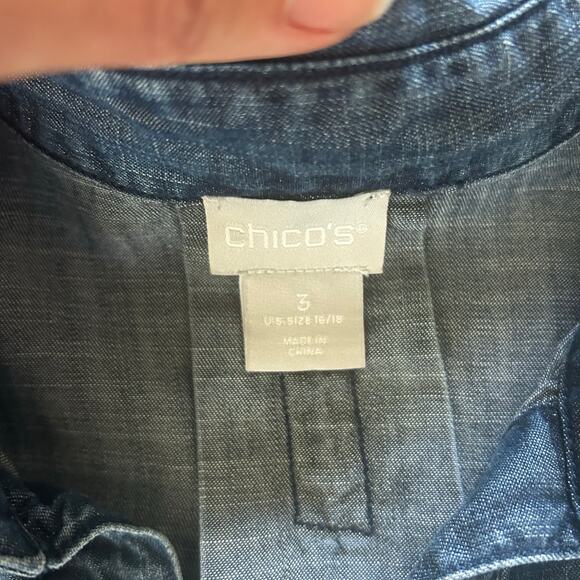 chico's®
3
U.S. SIZE 16/18
MADE IN
CHINA